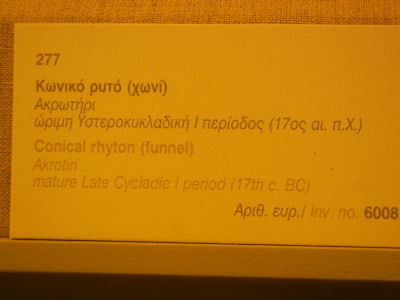 277
Κωνικό ρυτό (χωνί)
Ακρωτήρι
ώριμη Υστεροκυκλαδική Ι περίοδος (17ος αι. π.Χ.)
Conical rhyton (funnel)
Akrotiri
mature Late Cycladic I period (17th c. BC)
Αριθ. ευρ./ Inv. no. 6008